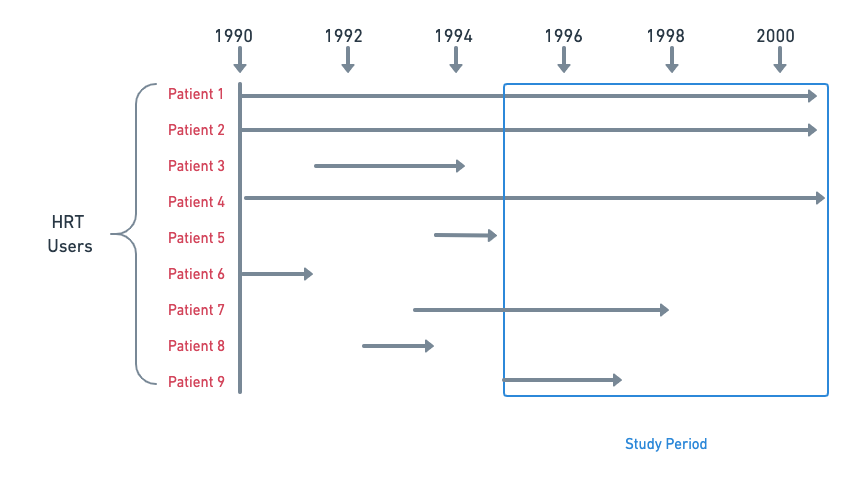 1990 1992 1994 1996 1998 2000
Patient 1
Patient 2
Patient 3
Patient 4
HRT
Users
Patient 5
Patient 6
Patient 7
Patient 8
Patient 9
Study Period